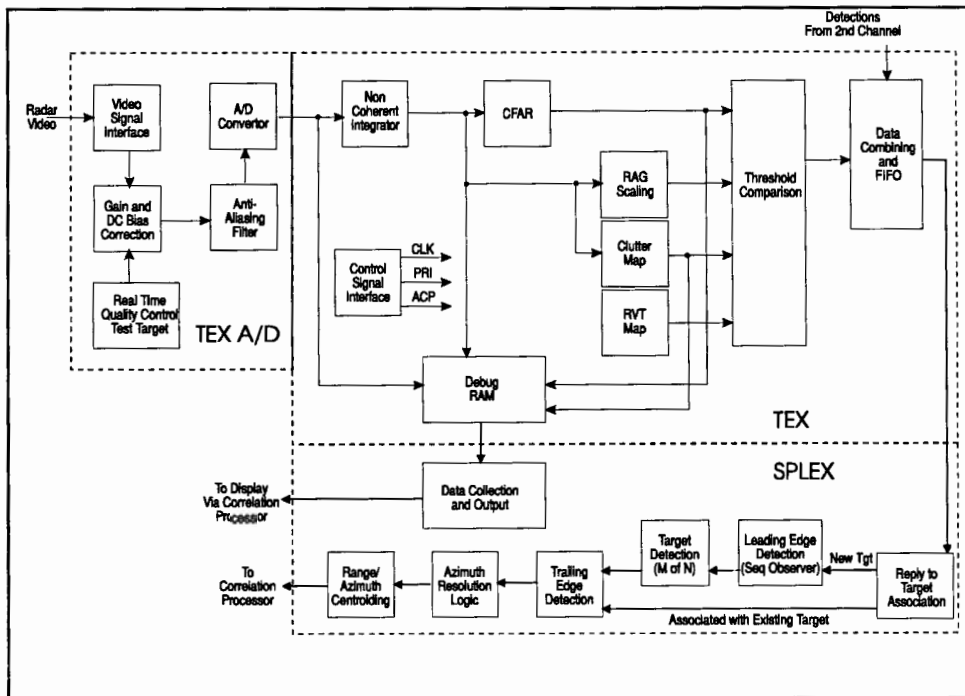 Detections
From 2nd Channel
Radar
Video
Video
Signal
Interface
A/D
Convertor
Non
Coherent
Integrator
CFAR
Data
Combining
and
FIFO
Gain and
DC Bias
Correction
Anti-
Aliasing
Filter
RAG
Scaling
Threshold
Comparison
Control
Signal
Interface
CLK
PRI
ACP
Clutter
Map
Real Time
Quality Control
Test Target
TEX A/D
RVT
Map
Debug
RAM
TEX
SPLEX
To Display
Via Correlation
Processor
Data Collection
and Output
Target
Detection
(M of N)
Leading Edge
Detection
(Seq Observer)
New Tgt
Reply to
Target
Association
To
Correlation
Processor
Range/
Azimuth
Centroiding
Azimuth
Resolution
Logic
Trailing
Edge
Detection
Associated with Existing Target